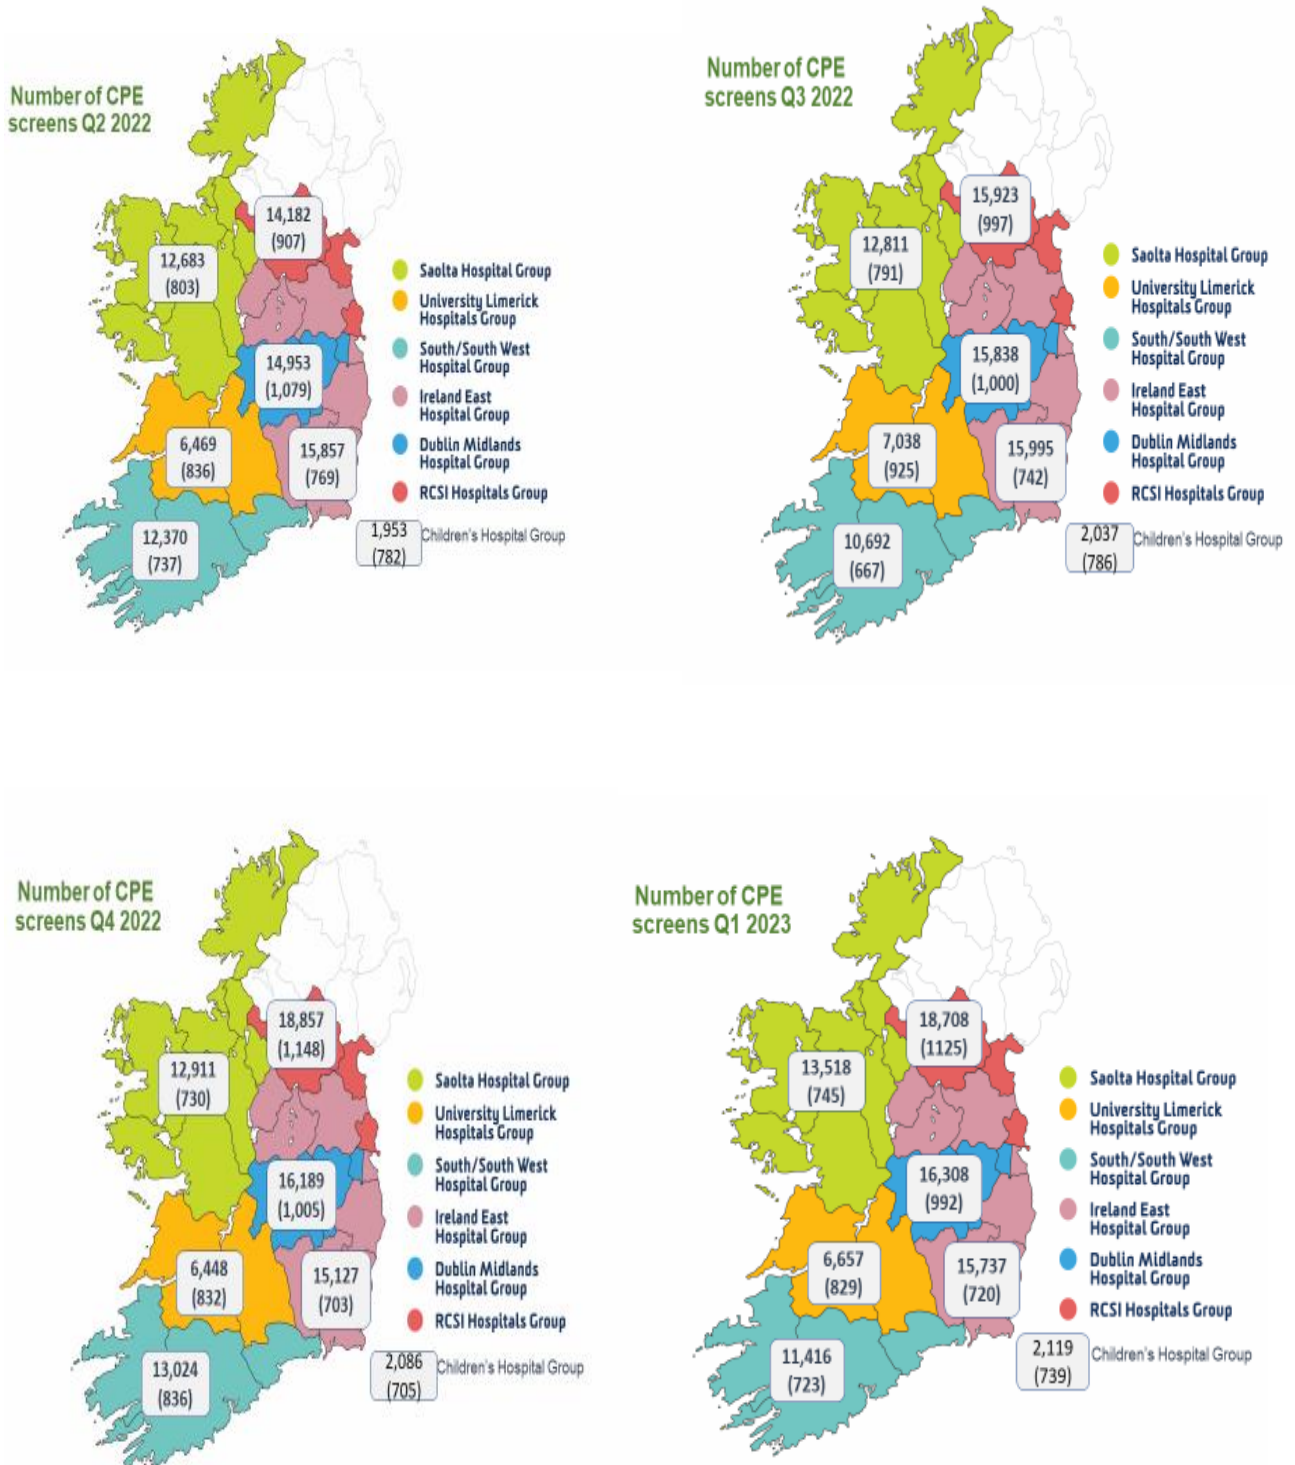 Number of CPE
screens Q2 2022
14,182
(907)
12,683
(803)
14,953
(1,079)
6,469
(836)
15,857
(769)
12,370
(737)
Saolta Hospital Group
University Limerick
Hospitals Group
South/South West
Hospital Group
Ireland East
Hospital Group
Dublin Midlands
Hospital Group
RCSI Hospitals Group
1,953
(782)
Children's Hospital Group
Number of CPE
screens Q3 2022
15,923
(997)
12,811
(791)
15,838
(1,000)
7,038
(925)
15,995
(742)
10,692
(667)
Saolta Hospital Group
University Limerick
Hospitals Group
South/South West
Hospital Group
Ireland East
Hospital Group
Dublin Midlands
Hospital Group
RCSI Hospitals Group
2,037
(786)
Children's Hospital Group
Number of CPE
screens Q4 2022
18,857
(1,148)
12,911
(730)
16,189
(1,005)
6,448
(832)
15,127
(703)
13,024
(836)
Saolta Hospital Group
University Limerick
Hospitals Group
South/South West
Hospital Group
Ireland East
Hospital Group
Dublin Midlands
Hospital Group
RCSI Hospitals Group
2,086
(705)
Children's Hospital Group
Number of CPE
screens Q1 2023
18,708
(1125)
13,518
(745)
16,308
(992)
6,657
(829)
15,737
(720)
11,416
(723)
Saolta Hospital Group
University Limerick
Hospitals Group
South/South West
Hospital Group
Ireland East
Hospital Group
Dublin Midlands
Hospital Group
RCSI Hospitals Group
2,119
(739)
Children's Hospital Group